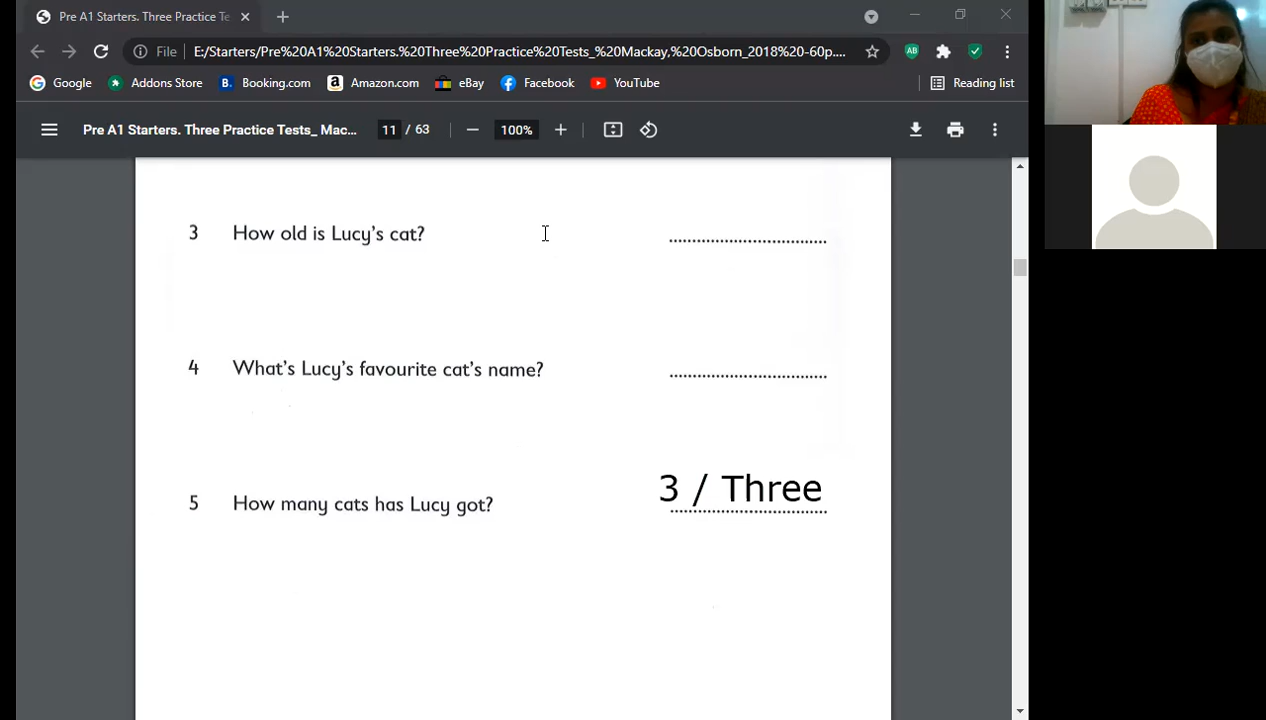 Pre A1 Starters. Three Practice Te
File E:/Starters/Pre%20A1%20Starters.%20Three%20Practice%20Tests_%20Mackay,%20Osborn_2018%20-60p....
AB
Google Addons Store B. Booking.com a Amazon.com eBay Facebook YouTube Reading list
Pre A1 Starters. Three Practice Tests_ Mac... 11 / 63 100%
3 How old is Lucy's cat? ........................................
4 What's Lucy's favourite cat's name? ........................................
3 / Three
5 How many cats has Lucy got? ........................................